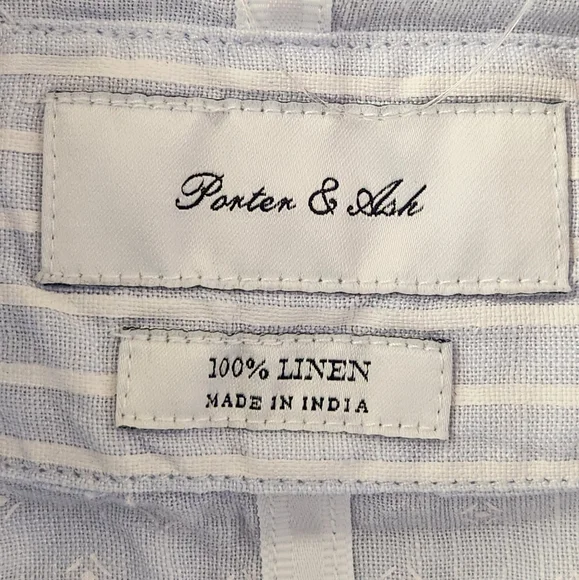 Porter & Ash
100% LINEN
MADE IN INDIA